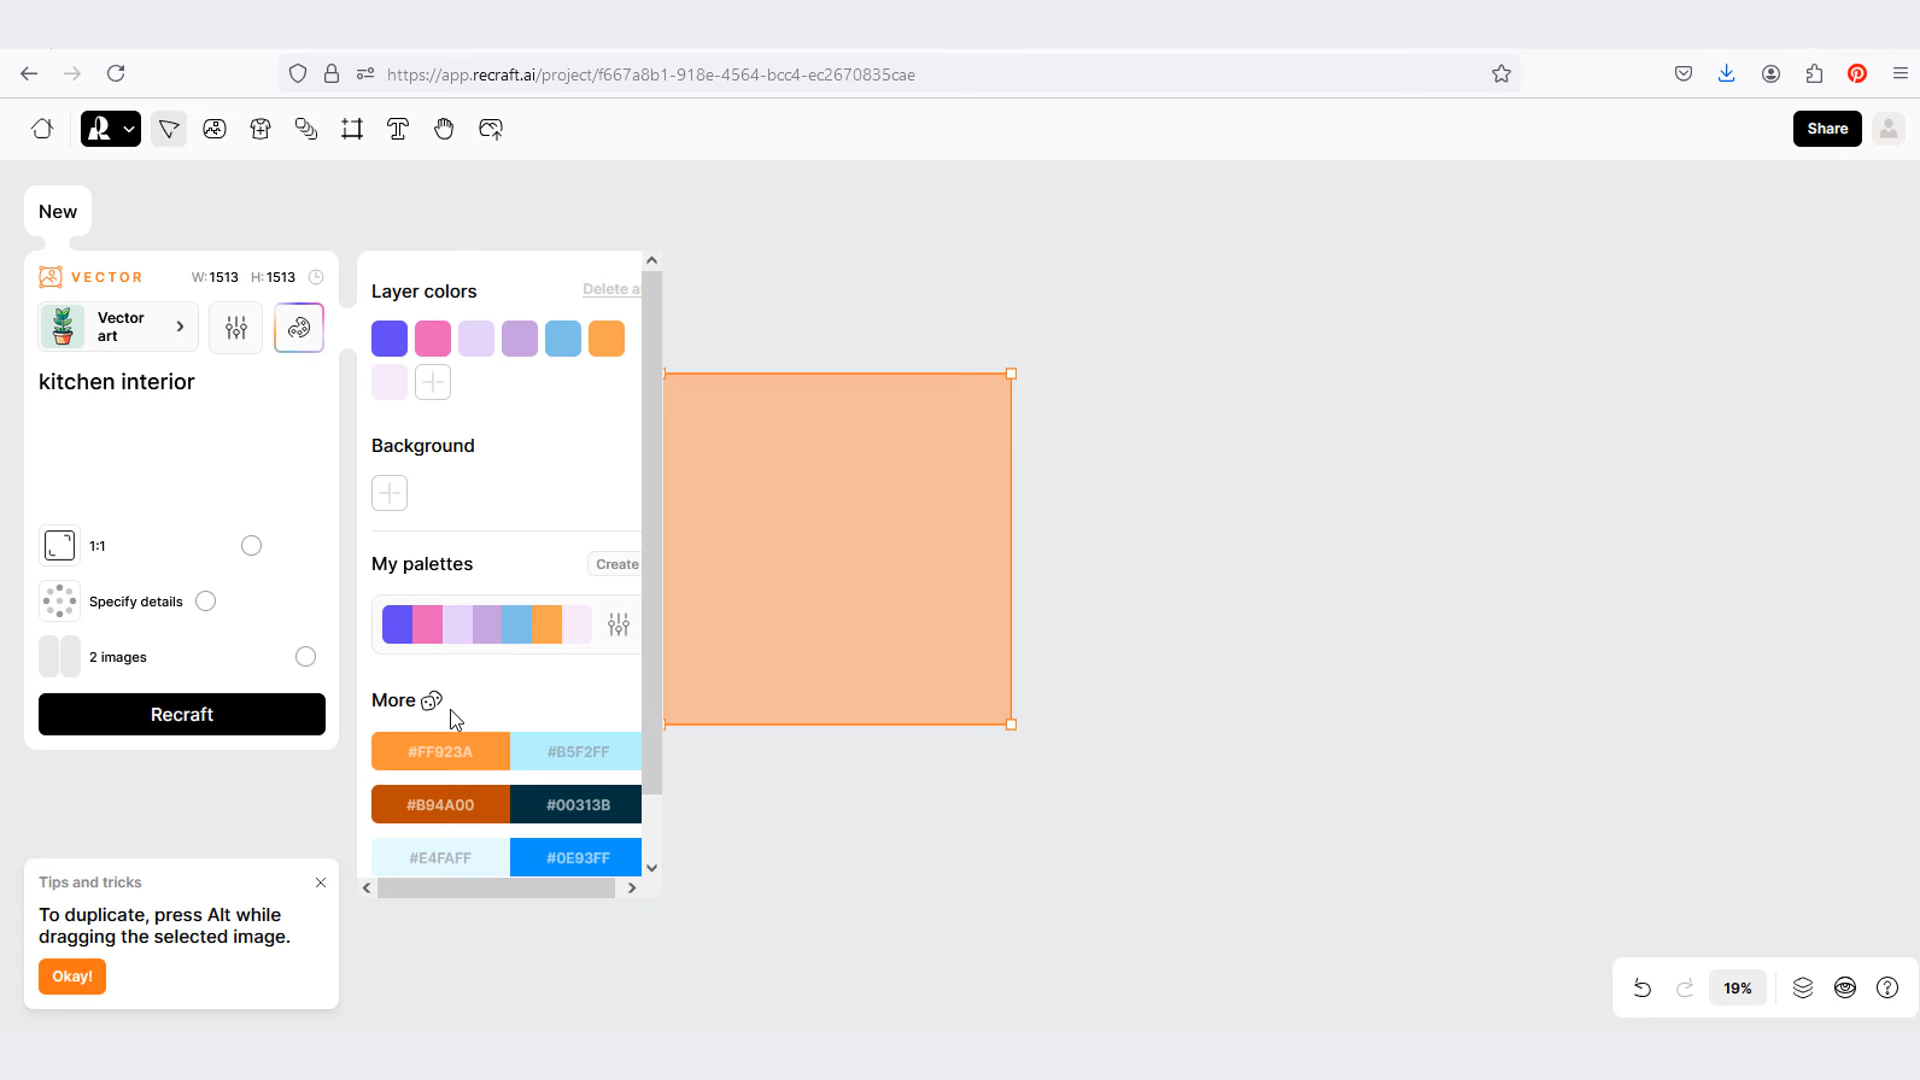 https://app.recraft.ai/project/f667a8b1-918e-4564-bcc4-ec2670835cae
Share
New
VECTOR W: 1513 H: 1513
Vector
art
kitchen interior
1:1
Specify details
2 images
Recraft
Layer colors Delete a
Background
My palettes Create
More
#FF923A #B5F2FF
#B94A00 #00313B
#E4FAFF #0E93FF
Tips and tricks
To duplicate, press Alt while
dragging the selected image.
Okay!
19%